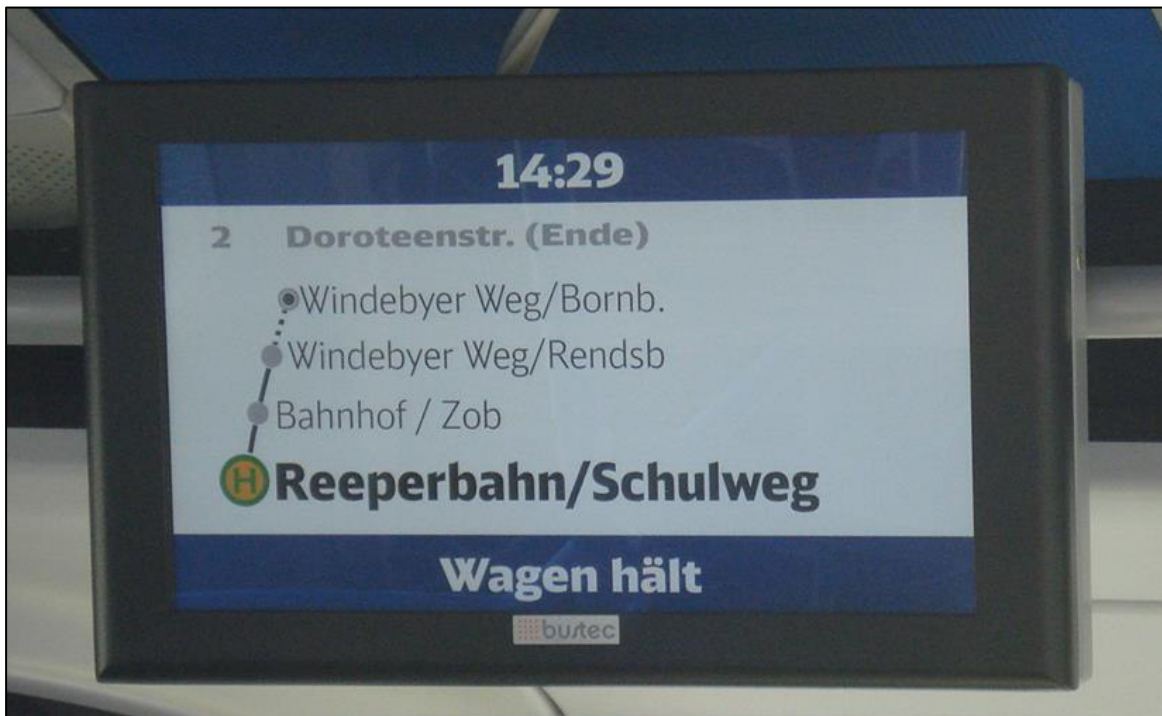 14:29
2 Doroteenstr. (Ende)
Windebyer Weg/Bornb.
Windebyer Weg/Rendsb
Bahnhof / Zob
H Reeperbahn/Schulweg
Wagen hält
bustec